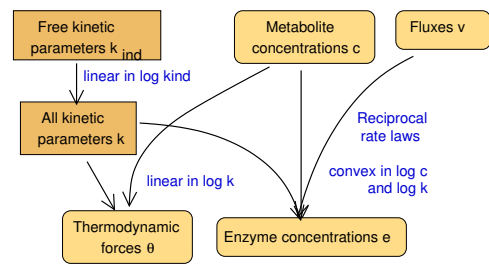 Free kinetic
parameters k ind
Metabolite
concentrations c
Fluxes v
linear in log kind
All kinetic
parameters k
Reciprocal
rate laws
convex in log c
and log k
linear in log k
Thermodynamic
forces θ
Enzyme concentrations e